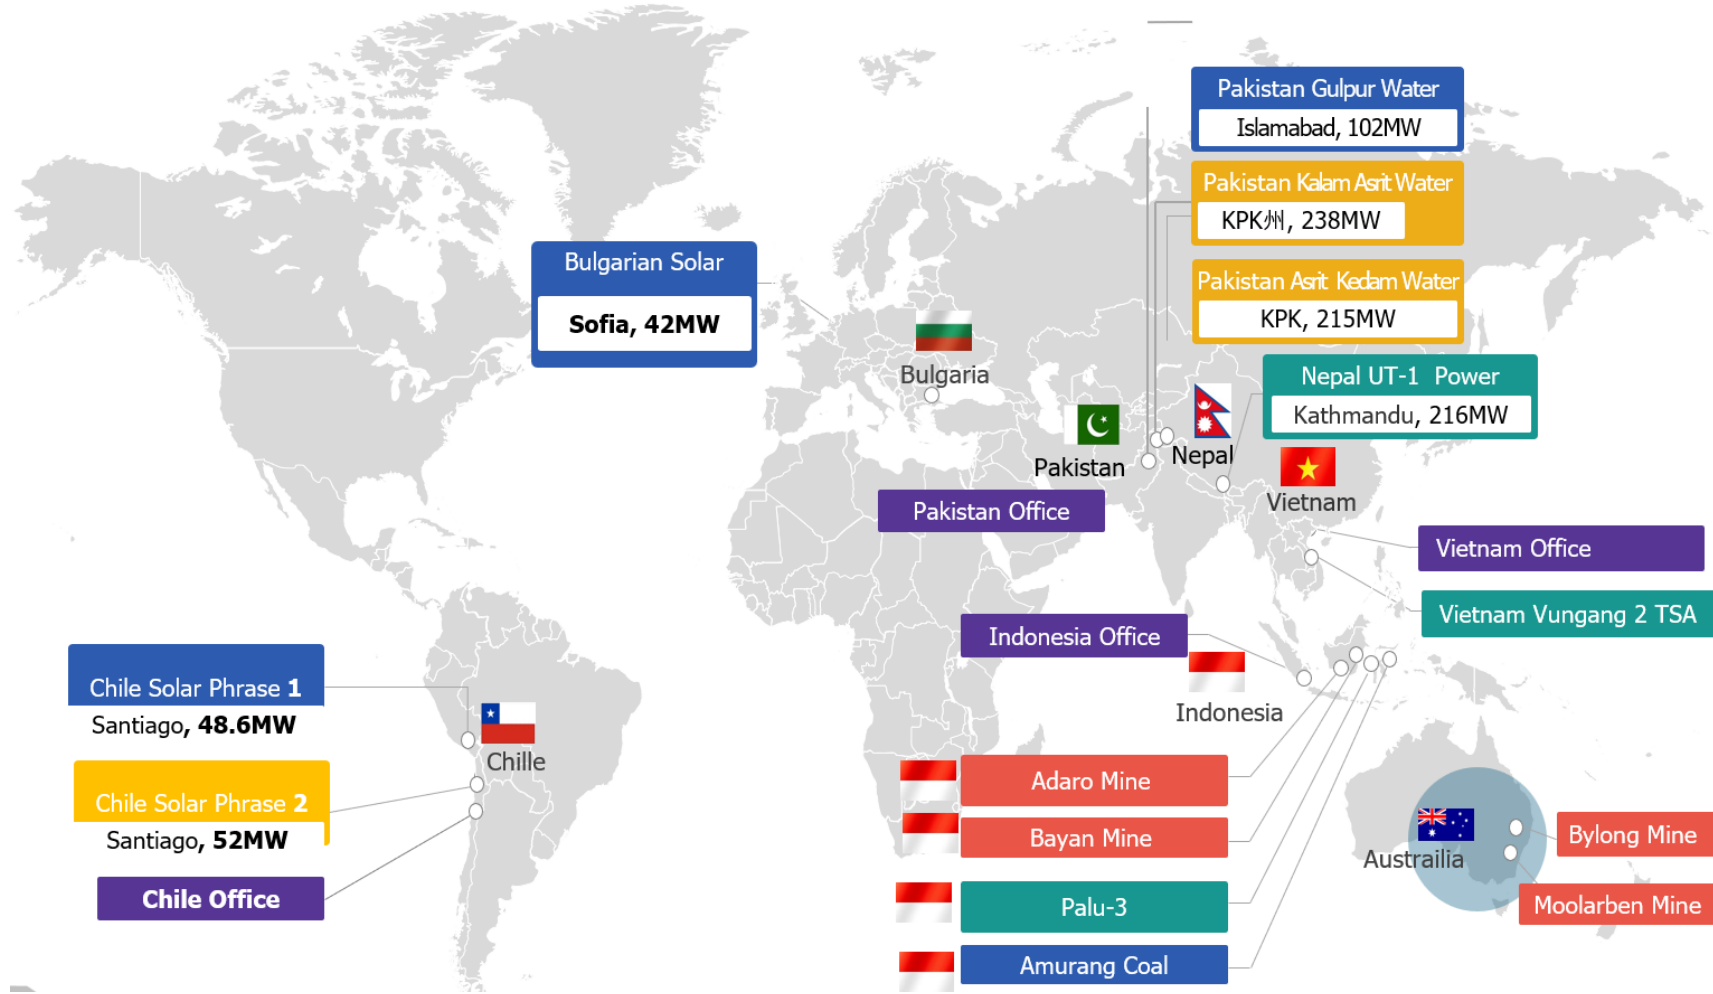 Pakistan Gulpur Water
Islamabad, 102MW
Pakistan Kalam Asrit Water
KPK州, 238MW
Pakistan Asrit Kedam Water
KPK, 215MW
Bulgarian Solar
Sofia, 42MW
Bulgaria
Nepal UT-1 Power
Kathmandu, 216MW
Pakistan
Nepal
Vietnam
Pakistan Office
Vietnam Office
Vietnam Vungang 2 TSA
Indonesia Office
Indonesia
Chile Solar Phrase 1
Santiago, 48.6MW
Chille
Chile Solar Phrase 2
Santiago, 52MW
Chile Office
Adaro Mine
Bayan Mine
Palu-3
Amurang Coal
Austrailia
Bylong Mine
Moolarben Mine